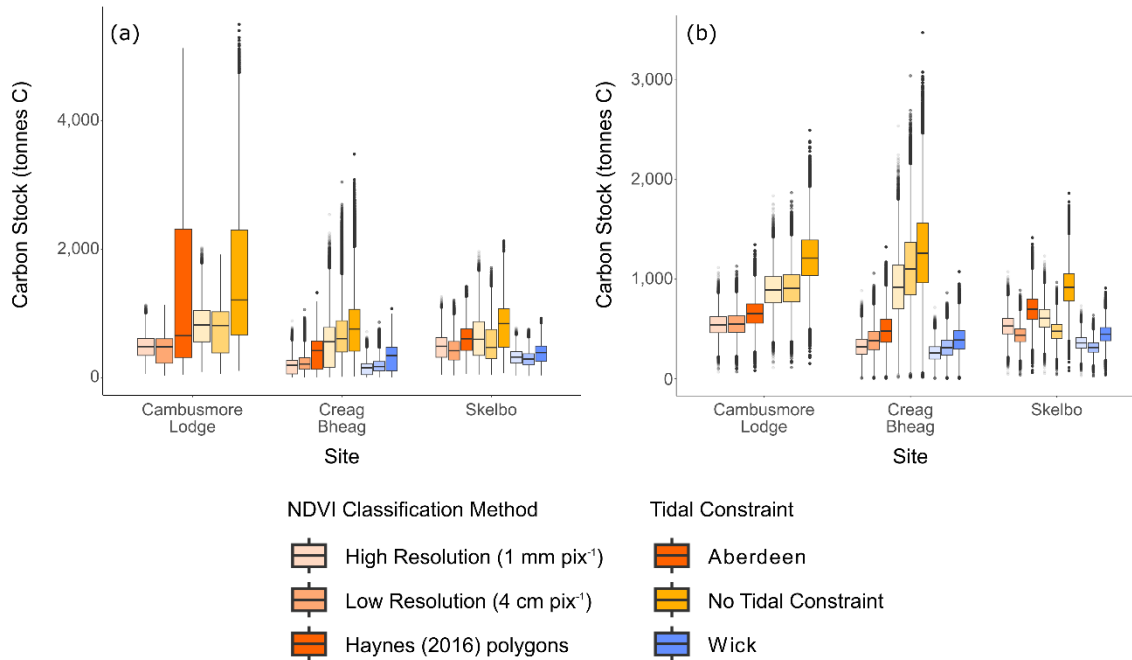 (a)
Carbon Stock (tonnes C)
4,000
2,000
0
Cambusmore
Lodge
Creag
Bheag
Skelbo
Site
(b)
Carbon Stock (tonnes C)
3,000
2,000
1,000
0
Cambusmore
Lodge
Creag
Bheag
Skelbo
Site
NDVI Classification Method
High Resolution (1 mm pix⁻¹)
Low Resolution (4 cm pix⁻¹)
Haynes (2016) polygons
Tidal Constraint
Aberdeen
No Tidal Constraint
Wick